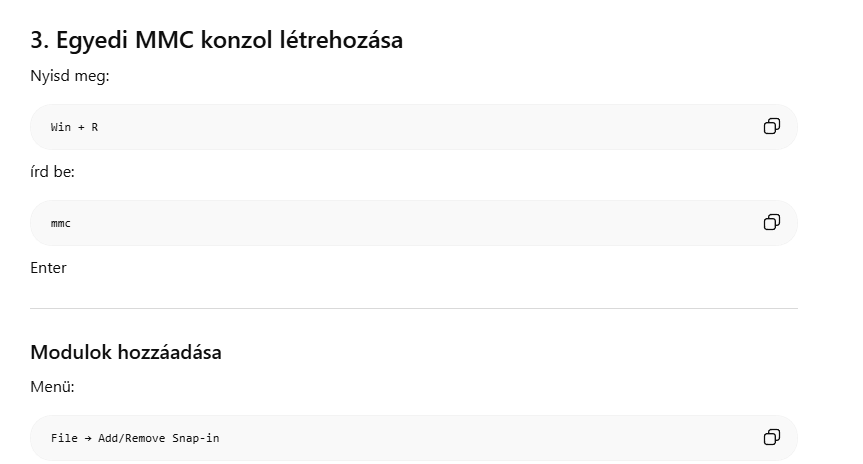 3. Egyedi MMC konzol létrehozása
Nyisd meg:
Win + R
írd be:
mmc
Enter
Modulok hozzáadása
Menü:
File → Add/Remove Snap-in